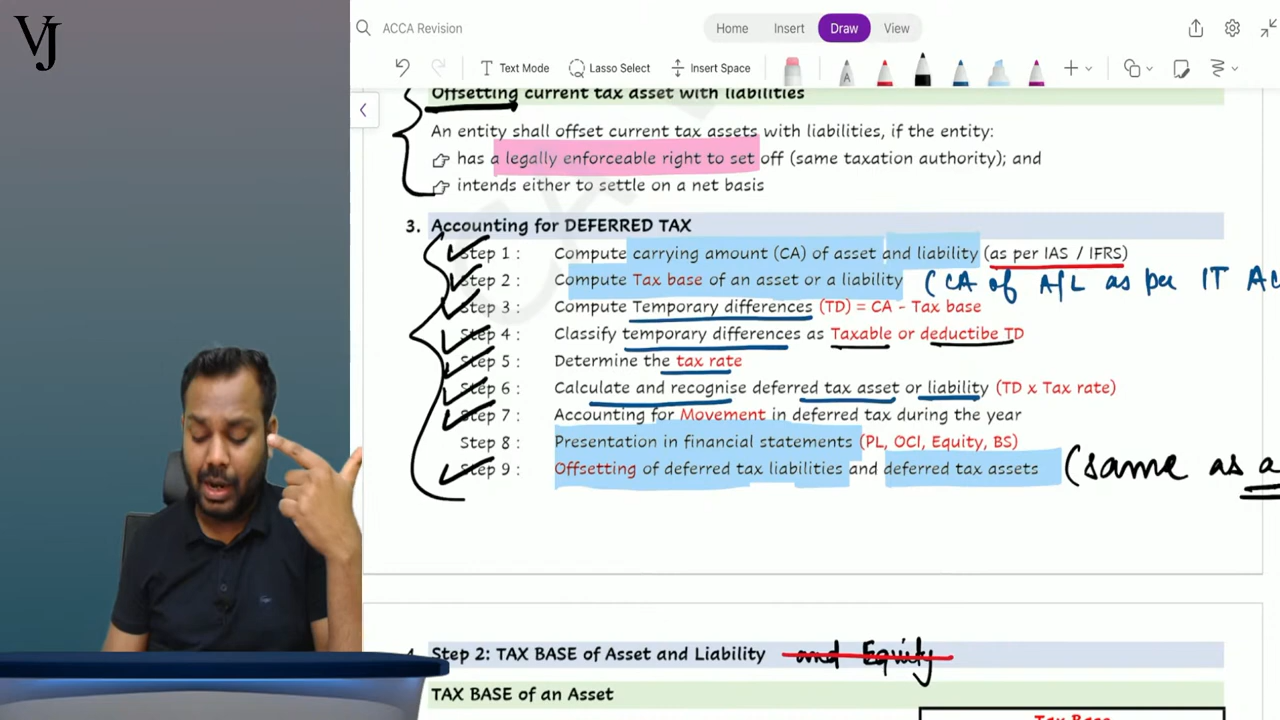 VJ
ACCA Revision
Home Insert Draw View
Text Mode Lasso Select Insert Space
Offsetting current tax asset with liabilities
An entity shall offset current tax assets with liabilities, if the entity:
has a legally enforceable right to set off (same taxation authority); and
intends either to settle on a net basis
3. Accounting for DEFERRED TAX
Step 1 : Compute carrying amount (CA) of asset and liability (as per IAS / IFRS)
Step 2 : Compute Tax base of an asset or a liability (CA of A/L as per IT Ac
Step 3 : Compute Temporary differences (TD) = CA - Tax base
Step 4 : Classify temporary differences as Taxable or deductibe TD
Step 5 : Determine the tax rate
Step 6 : Calculate and recognise deferred tax asset or liability (TD x Tax rate)
Step 7 : Accounting for Movement in deferred tax during the year
Step 8 : Presentation in financial statements (PL, OCI, Equity, BS)
Step 9 : Offsetting of deferred tax liabilities and deferred tax assets (same as a
4. Step 2: TAX BASE of Asset and Liability and Equity
TAX BASE of an Asset
Tax Base